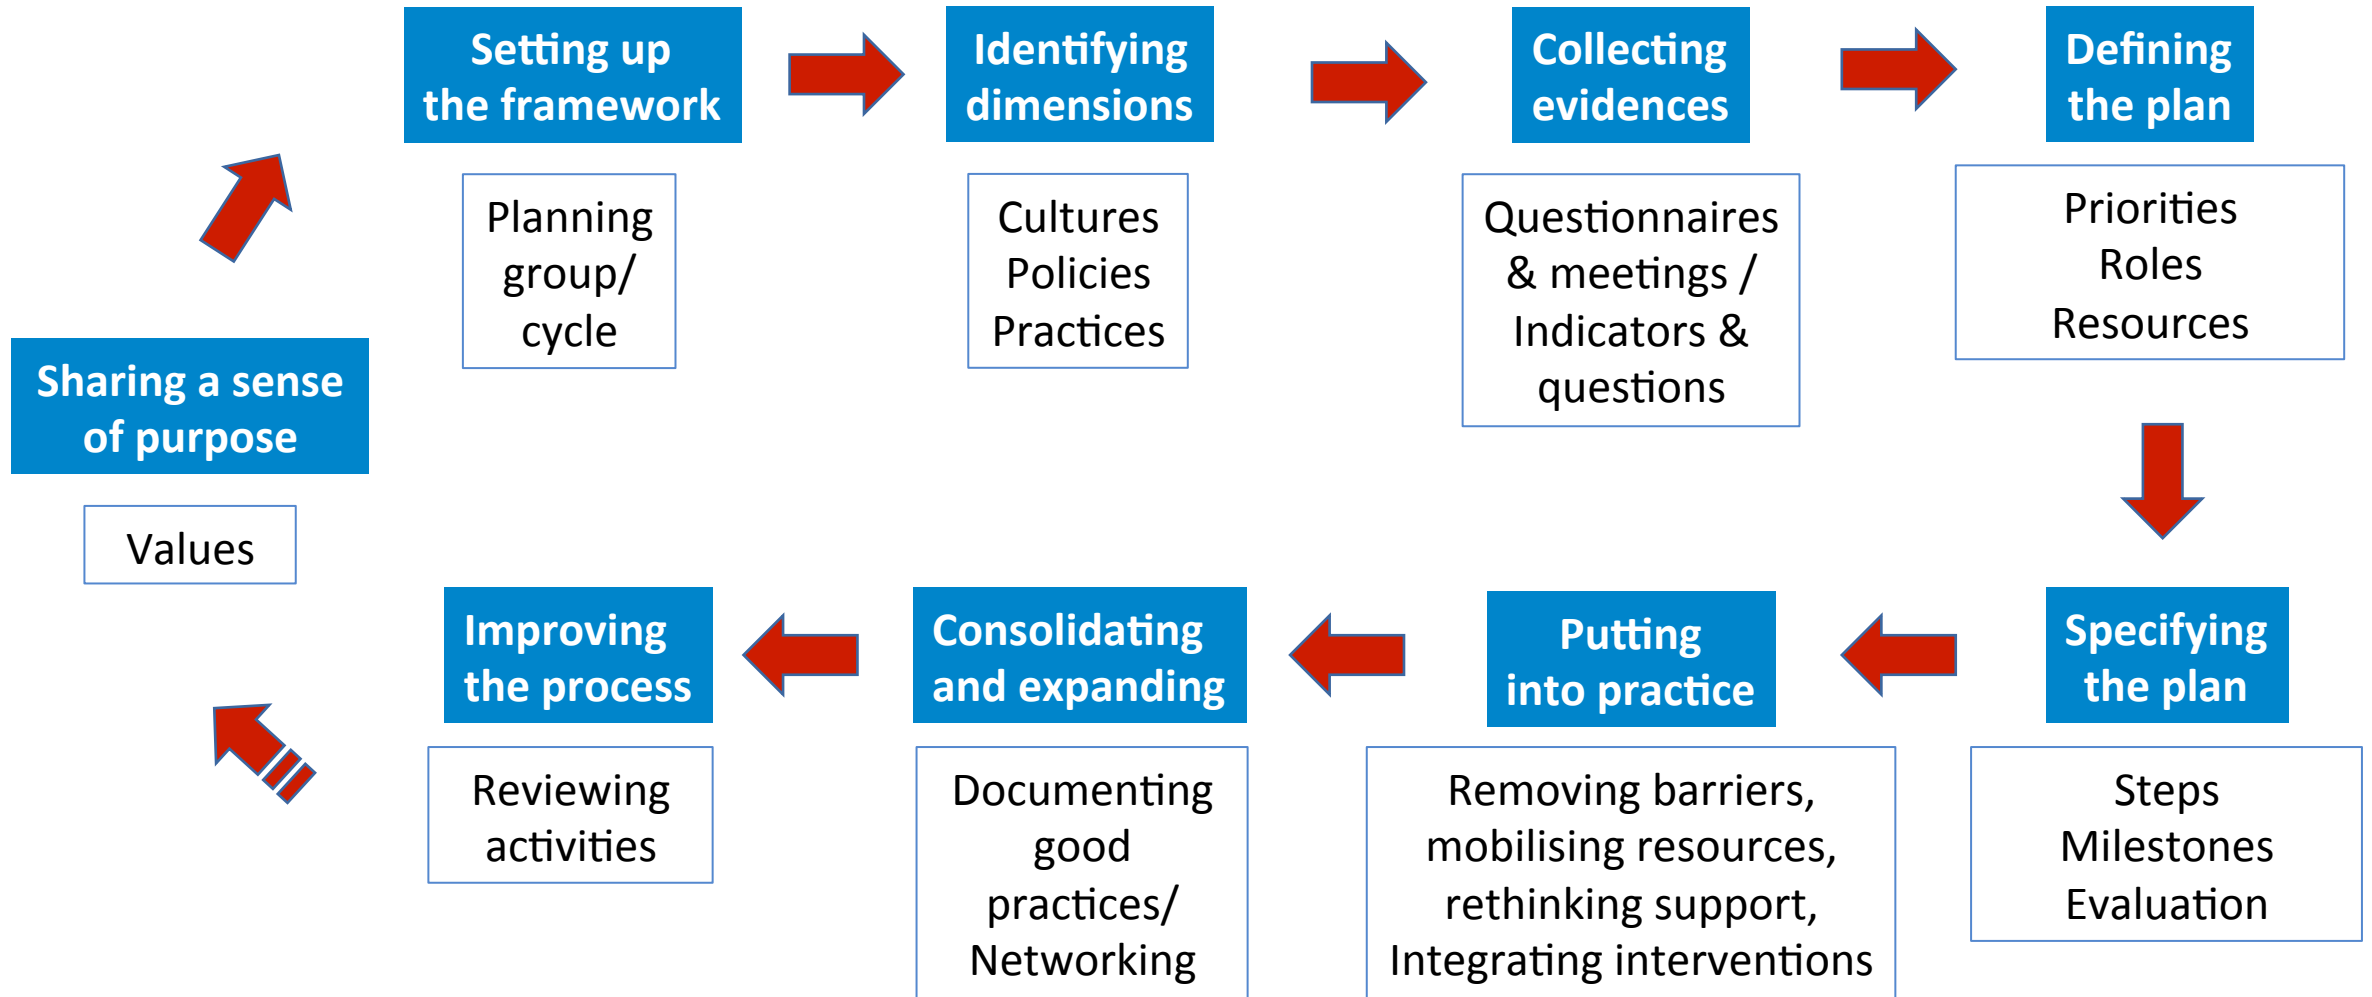 Setting up
the framework
Planning
group/
cycle
Identifying
dimensions
Cultures
Policies
Practices
Collecting
evidences
Questionnaires
& meetings /
Indicators &
questions
Defining
the plan
Priorities
Roles
Resources
Sharing a sense
of purpose
Values
Improving
the process
Reviewing
activities
Consolidating
and expanding
Documenting
good
practices/
Networking
Putting
into practice
Removing barriers,
mobilising resources,
rethinking support,
Integrating interventions
Specifying
the plan
Steps
Milestones
Evaluation